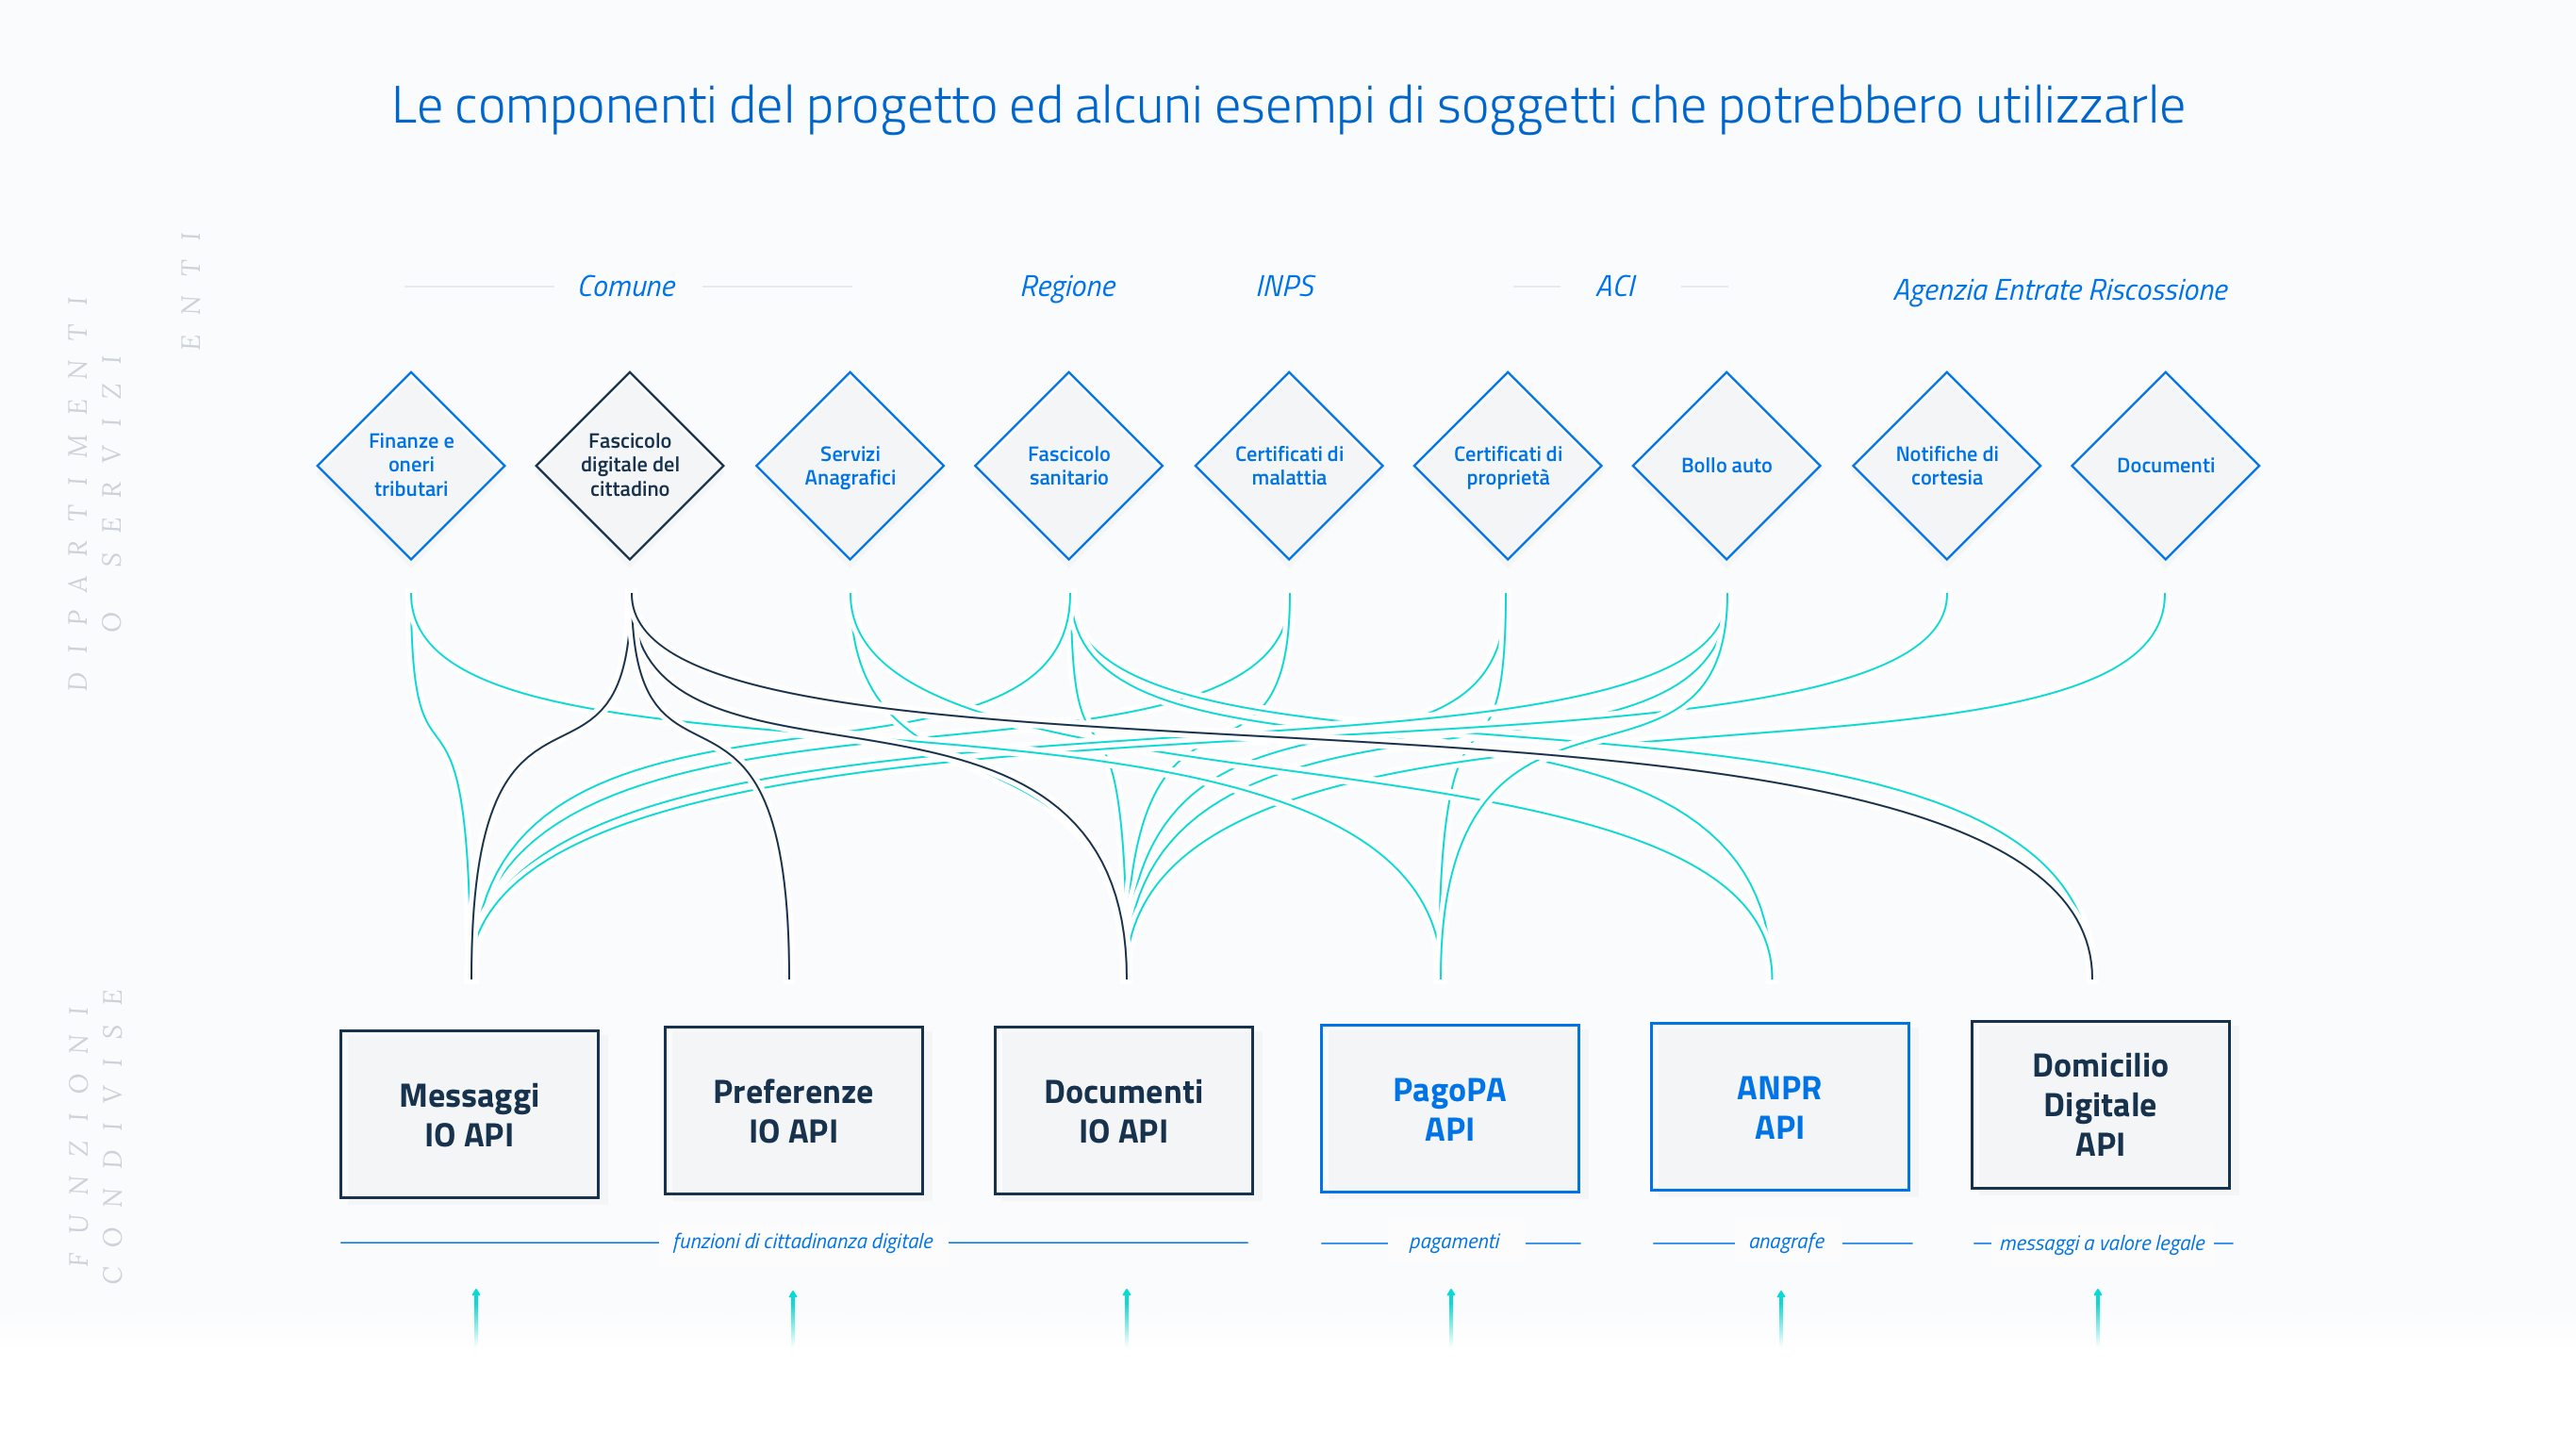 Le componenti del progetto ed alcuni esempi di soggetti che potrebbero utilizzarle
ENTI
DIPARTIMENTI
O SERVIZI
Comune
Regione
INPS
ACI
Agenzia Entrate Riscossione
Finanze e
oneri
tributari
Fascicolo
digitale del
cittadino
Servizi
Anagrafici
Fascicolo
sanitario
Certificati di
malattia
Certificati di
proprietà
Bollo auto
Notifiche di
cortesia
Documenti
FUNZIONI
CONDIVISE
Messaggi
IO API
Preferenze
IO API
Documenti
IO API
PagoPA
API
ANPR
API
Domicilio
Digitale
API
funzioni di cittadinanza digitale
pagamenti
anagrafe
messaggi a valore legale